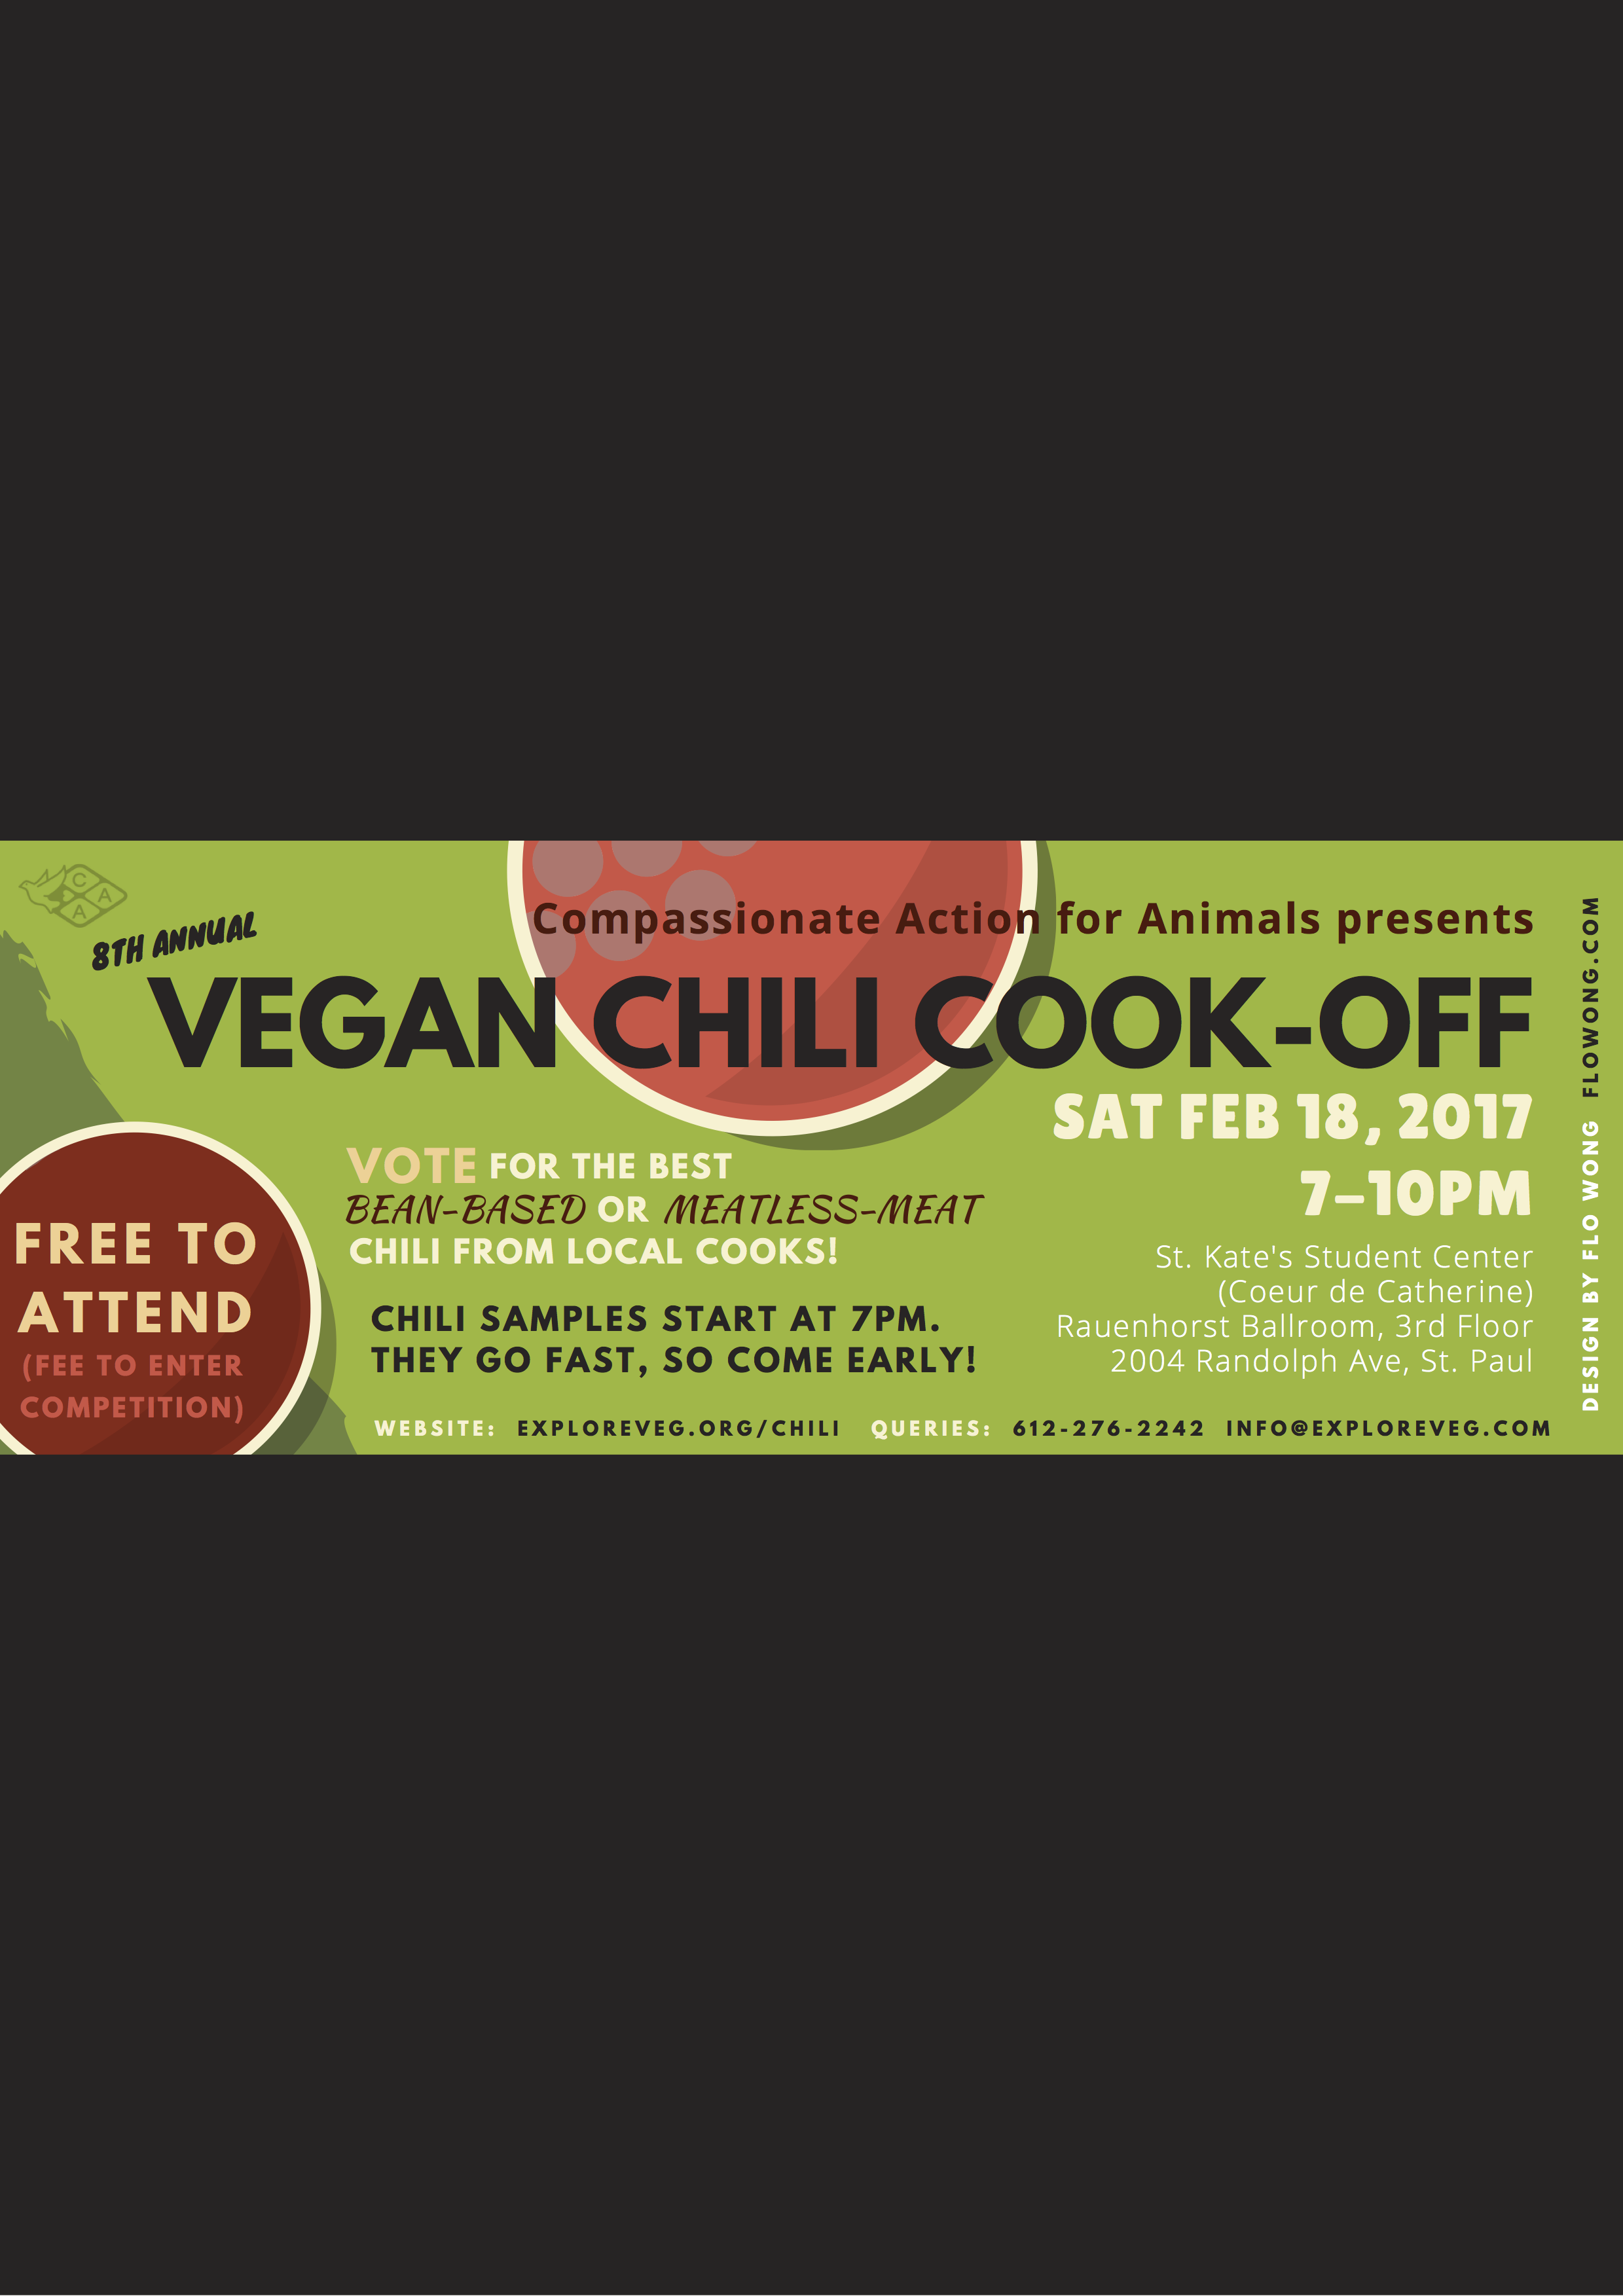 C
A
A
A
8TH ANNUAL
Compassionate Action for Animals presents
VEGAN CHILI COOK-OFF
SAT FEB 18, 2017
7–10PM
St. Kate's Student Center
(Coeur de Catherine)
Rauenhorst Ballroom, 3rd Floor
2004 Randolph Ave, St. Paul
VOTE FOR THE BEST
BEAN-BASED OR MEATLESS-MEAT
CHILI FROM LOCAL COOKS!
CHILI SAMPLES START AT 7PM.
THEY GO FAST, SO COME EARLY!
FREE TO
ATTEND
(FEE TO ENTER
COMPETITION)
WEBSITE: EXPLOREVEG.ORG/CHILI QUERIES: 612-276-2242 INFO@EXPLOREVEG.COM
DESIGN BY FLO WONG FLOWONG.COM